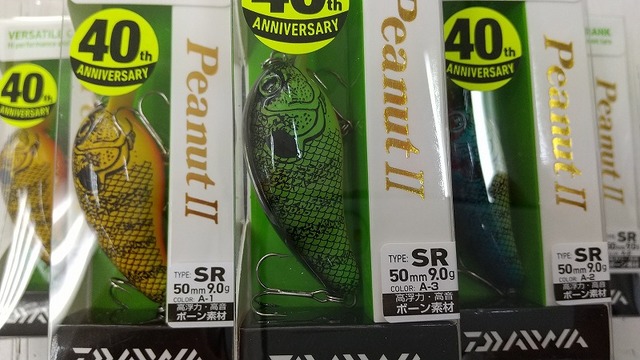 VERSATILE
40th
ANNIVERSARY
40th
ANNIVERSARY
Peanut II
TYPE: SR
50mm 9.0g
COLOR: A-1
高浮力・高音
ボーン素材
DAIWA
40th
ANNIVERSARY
Peanut II
TYPE: SR
50mm 9.0g
COLOR: A-3
高浮力・高音
ボーン素材
DAIWA
40th
ANNIVERSARY
Peanut II
TYPE: SR
50mm 9.0g
COLOR: A-2
高浮力・高音
ボーン素材
DAIWA
Peanut II
SR